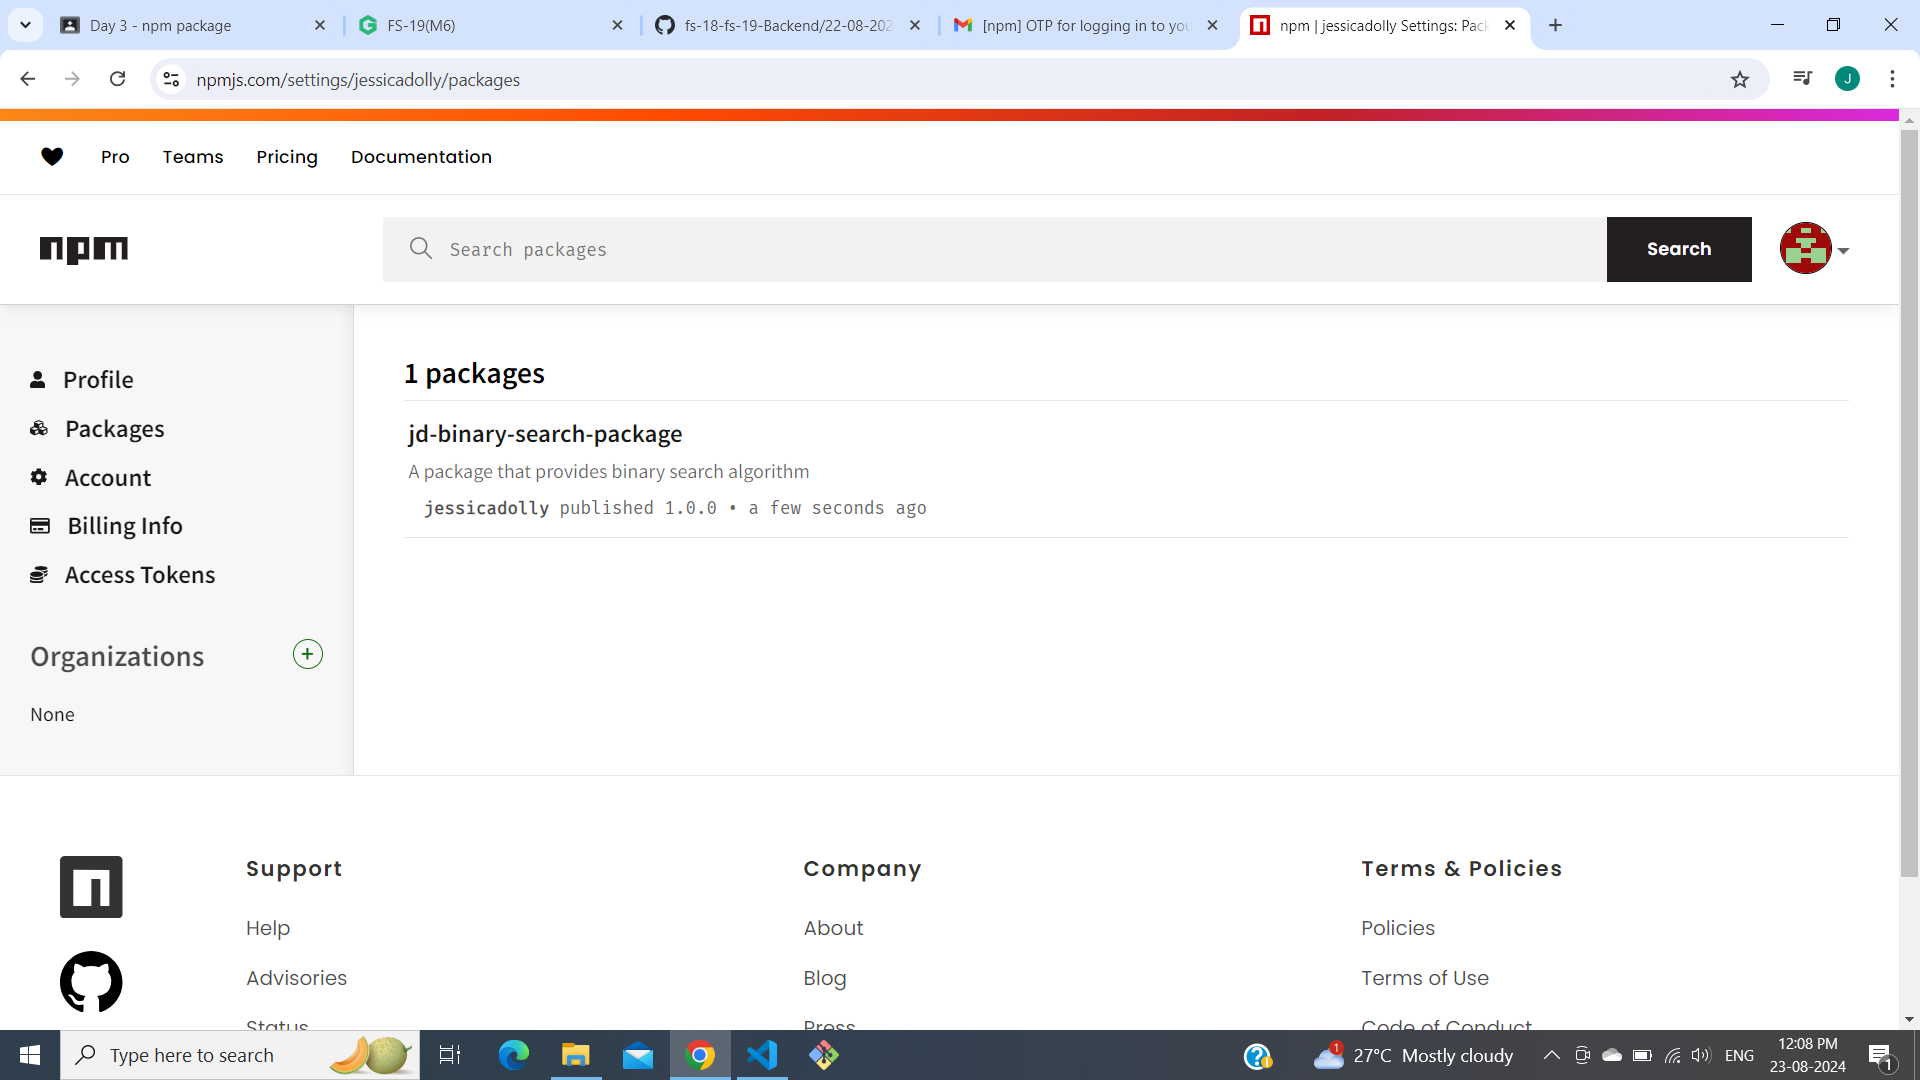 Day 3 - npm package
FS-19(M6)
fs-18-fs-19-Backend/22-08-202
[npm] OTP for logging in to you
npm | jessicadolly Settings: Pack
npmjs.com/settings/jessicadolly/packages
J
Pro
Teams
Pricing
Documentation
npm
Search packages
Search
Profile
Packages
Account
Billing Info
Access Tokens
Organizations
None
1 packages
jd-binary-search-package
A package that provides binary search algorithm
jessicadolly published 1.0.0 • a few seconds ago
Support
Help
Advisories
Status
Company
About
Blog
Press
Terms & Policies
Policies
Terms of Use
Code of Conduct
Type here to search
1
27°C Mostly cloudy
ENG
12:08 PM
23-08-2024
1